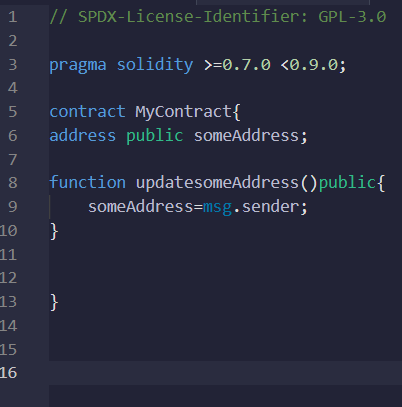 1 // SPDX-License-Identifier: GPL-3.0
2
3 pragma solidity >=0.7.0 <0.9.0;
4
5 contract MyContract{
6 address public someAddress;
7
8 function updatesomeAddress()public{
9     someAddress=msg.sender;
10 }
11
12
13 }
14
15
16